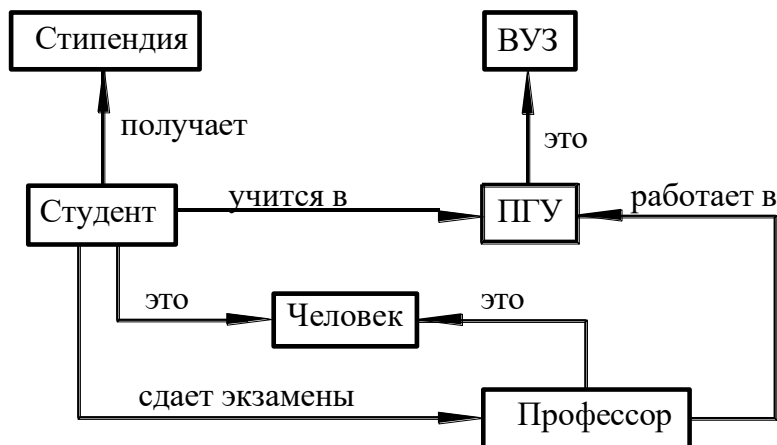 Стипендия
ВУЗ
получает
это
Студент
учится в
ПГУ
работает в
это
Человек
это
сдает экзамены
Профессор